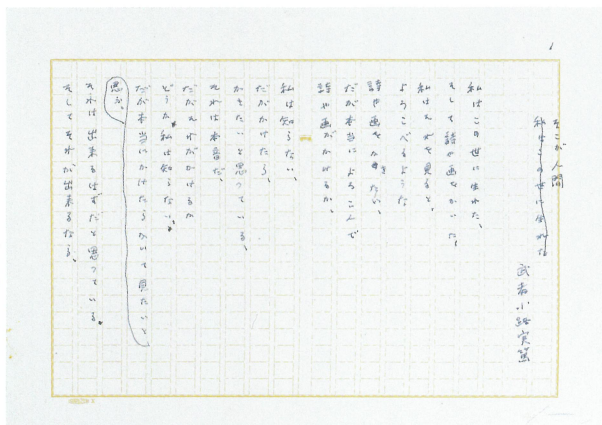 1
そこが人間
私はこの世に生れた
武者小路実篤
私はこの世に生れた、
そして詩や画をかいた。
私はそれを見ると、
よろこべるような
詩や画をかきたい。
だが本当によろこんで
詩や画がかけるか、
私は知らない、
だがかけたら、
かきたいと思っている、
それは本音だ、
だがそれがかけるか
どうか私は知らない。
だが本当にかけたらかいて見たいと
思ふ、
それは出来るはずだと思っている。
そしてそれが出来るなら、